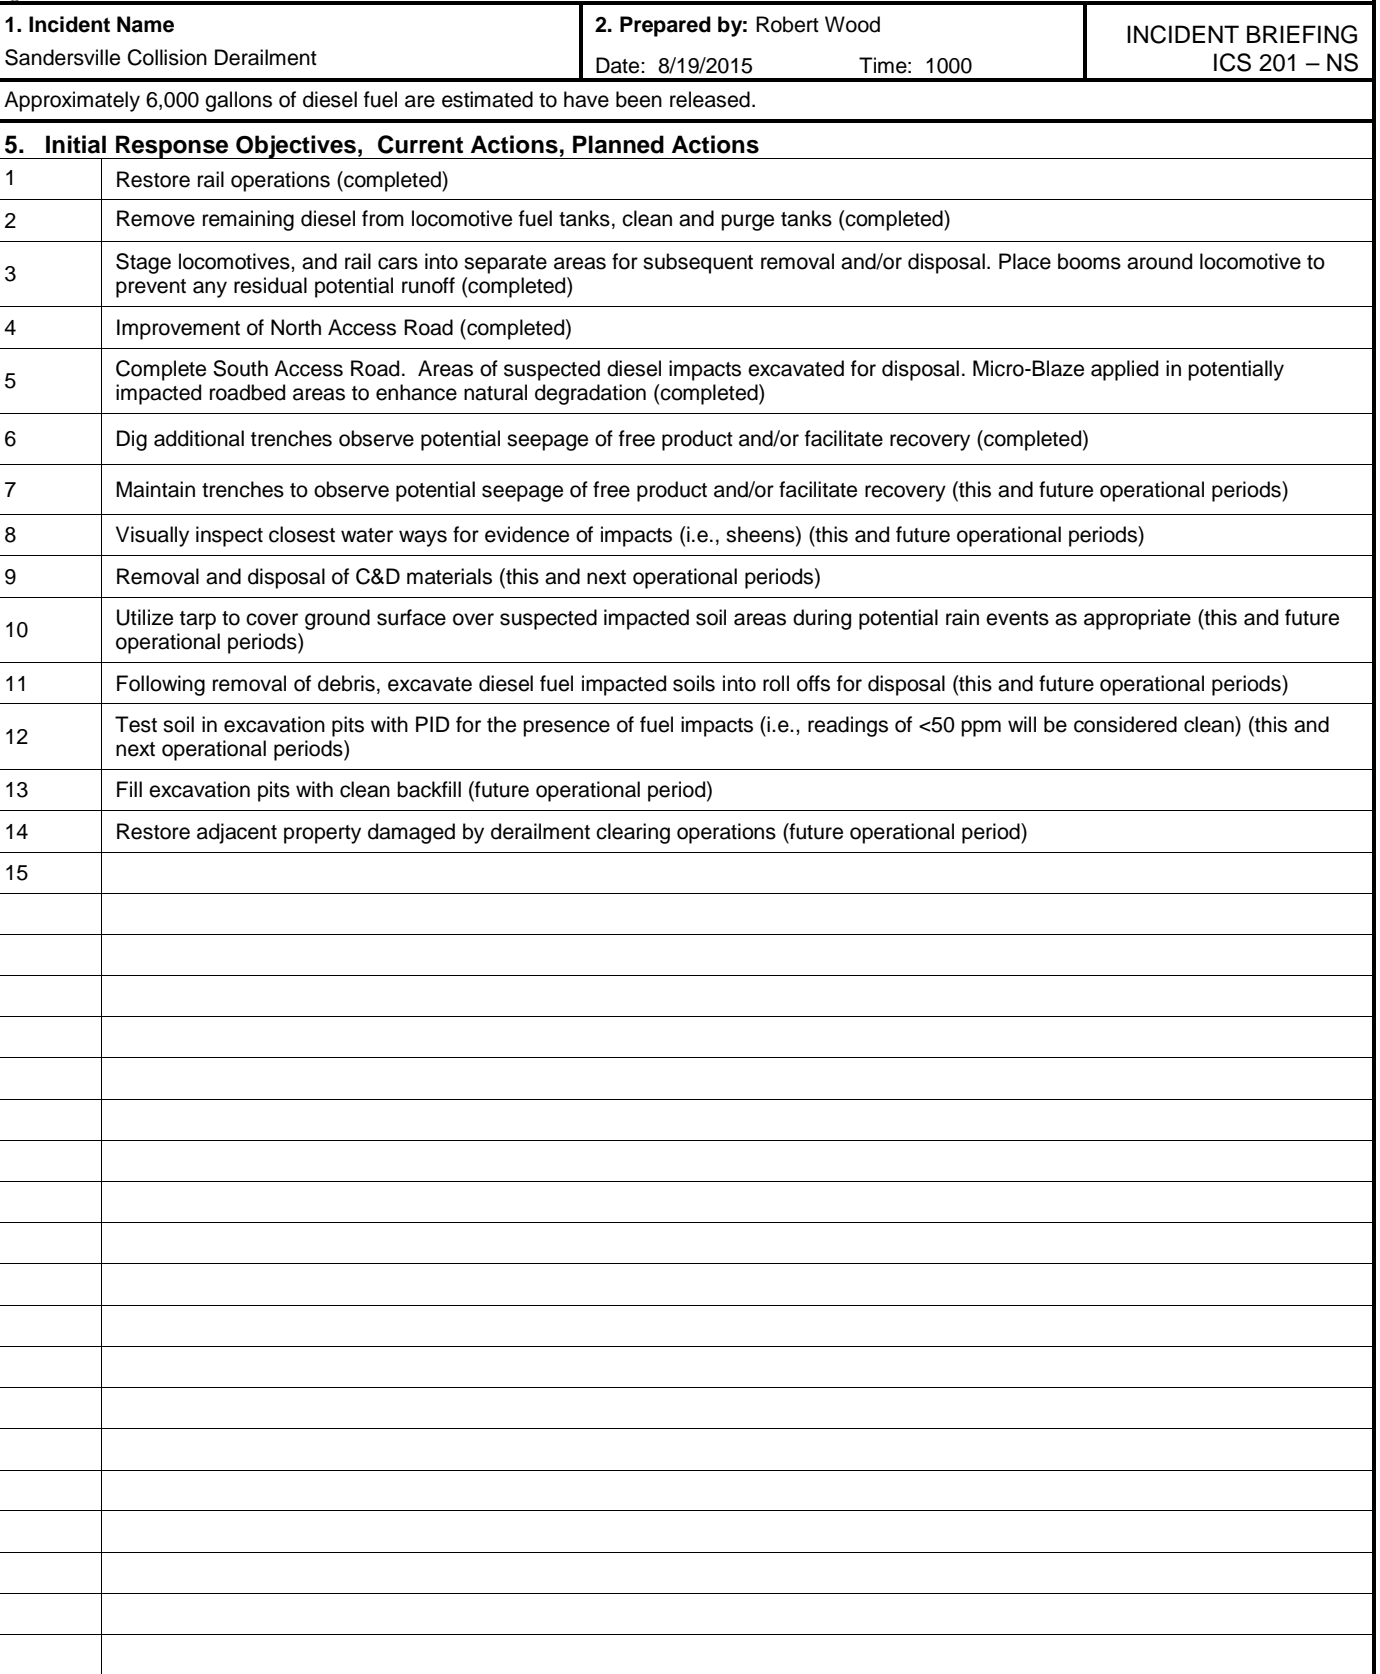 1. Incident Name
Sandersville Collision Derailment
2. Prepared by: Robert Wood
Date: 8/19/2015 Time: 1000
INCIDENT BRIEFING
ICS 201 – NS
Approximately 6,000 gallons of diesel fuel are estimated to have been released.
5. Initial Response Objectives, Current Actions, Planned Actions
1 Restore rail operations (completed)
2 Remove remaining diesel from locomotive fuel tanks, clean and purge tanks (completed)
3 Stage locomotives, and rail cars into separate areas for subsequent removal and/or disposal. Place booms around locomotive to
prevent any residual potential runoff (completed)
4 Improvement of North Access Road (completed)
5 Complete South Access Road. Areas of suspected diesel impacts excavated for disposal. Micro-Blaze applied in potentially
impacted roadbed areas to enhance natural degradation (completed)
6 Dig additional trenches observe potential seepage of free product and/or facilitate recovery (completed)
7 Maintain trenches to observe potential seepage of free product and/or facilitate recovery (this and future operational periods)
8 Visually inspect closest water ways for evidence of impacts (i.e., sheens) (this and future operational periods)
9 Removal and disposal of C&D materials (this and next operational periods)
10 Utilize tarp to cover ground surface over suspected impacted soil areas during potential rain events as appropriate (this and future
operational periods)
11 Following removal of debris, excavate diesel fuel impacted soils into roll offs for disposal (this and future operational periods)
12 Test soil in excavation pits with PID for the presence of fuel impacts (i.e., readings of <50 ppm will be considered clean) (this and
next operational periods)
13 Fill excavation pits with clean backfill (future operational period)
14 Restore adjacent property damaged by derailment clearing operations (future operational period)
15